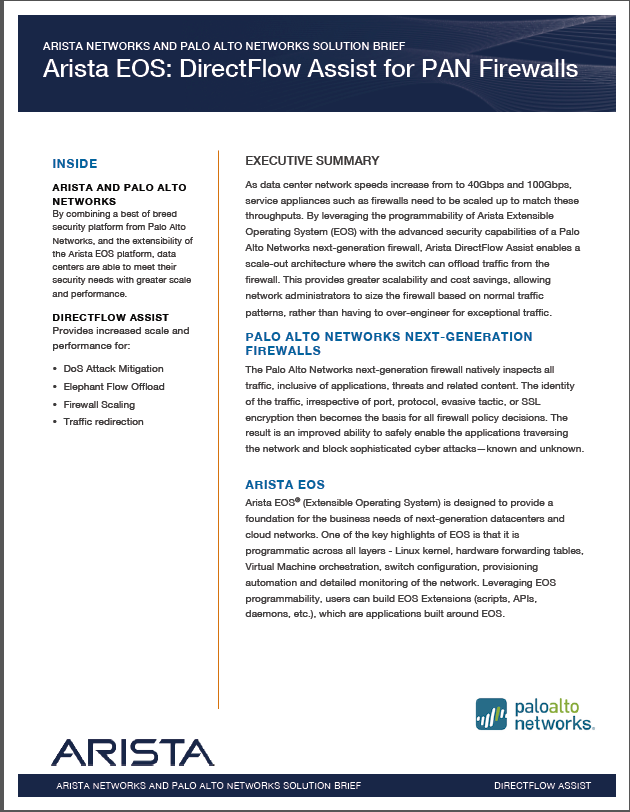 ARISTA NETWORKS AND PALO ALTO NETWORKS SOLUTION BRIEF
Arista EOS: DirectFlow Assist for PAN Firewalls
INSIDE
ARISTA AND PALO ALTO
NETWORKS
By combining a best of breed
security platform from Palo Alto
Networks, and the extensibility of
the Arista EOS platform, data
centers are able to meet their
security needs with greater scale
and performance.
DIRECTFLOW ASSIST
Provides increased scale and
performance for:
• DoS Attack Mitigation
• Elephant Flow Offload
• Firewall Scaling
• Traffic redirection
EXECUTIVE SUMMARY
As data center network speeds increase from to 40Gbps and 100Gbps,
service appliances such as firewalls need to be scaled up to match these
throughputs. By leveraging the programmability of Arista Extensible
Operating System (EOS) with the advanced security capabilities of a Palo
Alto Networks next-generation firewall, Arista DirectFlow Assist enables a
scale-out architecture where the switch can offload traffic from the
firewall. This provides greater scalability and cost savings, allowing
network administrators to size the firewall based on normal traffic
patterns, rather than having to over-engineer for exceptional traffic.
PALO ALTO NETWORKS NEXT-GENERATION
FIREWALLS
The Palo Alto Networks next-generation firewall natively inspects all
traffic, inclusive of applications, threats and related content. The identity
of the traffic, irrespective of port, protocol, evasive tactic, or SSL
encryption then becomes the basis for all firewall policy decisions. The
result is an improved ability to safely enable the applications traversing
the network and block sophisticated cyber attacks—known and unknown.
ARISTA EOS
Arista EOS® (Extensible Operating System) is designed to provide a
foundation for the business needs of next-generation datacenters and
cloud networks. One of the key highlights of EOS is that it is
programmatic across all layers - Linux kernel, hardware forwarding tables,
Virtual Machine orchestration, switch configuration, provisioning
automation and detailed monitoring of the network. Leveraging EOS
programmability, users can build EOS Extensions (scripts, APIs,
daemons, etc.), which are applications built around EOS.
paloalto
networks®
ARISTA
ARISTA NETWORKS AND PALO ALTO NETWORKS SOLUTION BRIEF
DIRECTFLOW ASSIST